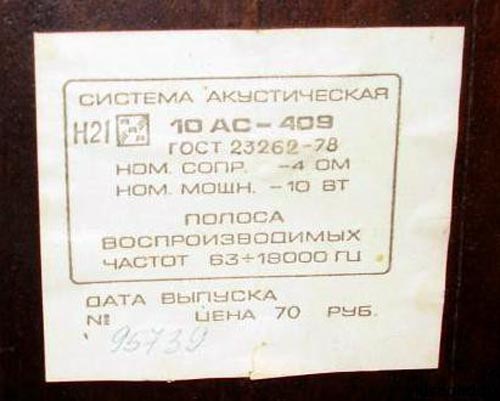 СИСТЕМА АКУСТИЧЕСКАЯ
Н21 10 АС-409
ГОСТ 23262-78
НОМ. СОПР. -4 ОМ
НОМ. МОЩН. -10 ВТ
ПОЛОСА
ВОСПРОИЗВОДИМЫХ
ЧАСТОТ 63÷18000 ГЦ
ДАТА ВЫПУСКА
№ ЦЕНА 70 РУБ.
95739